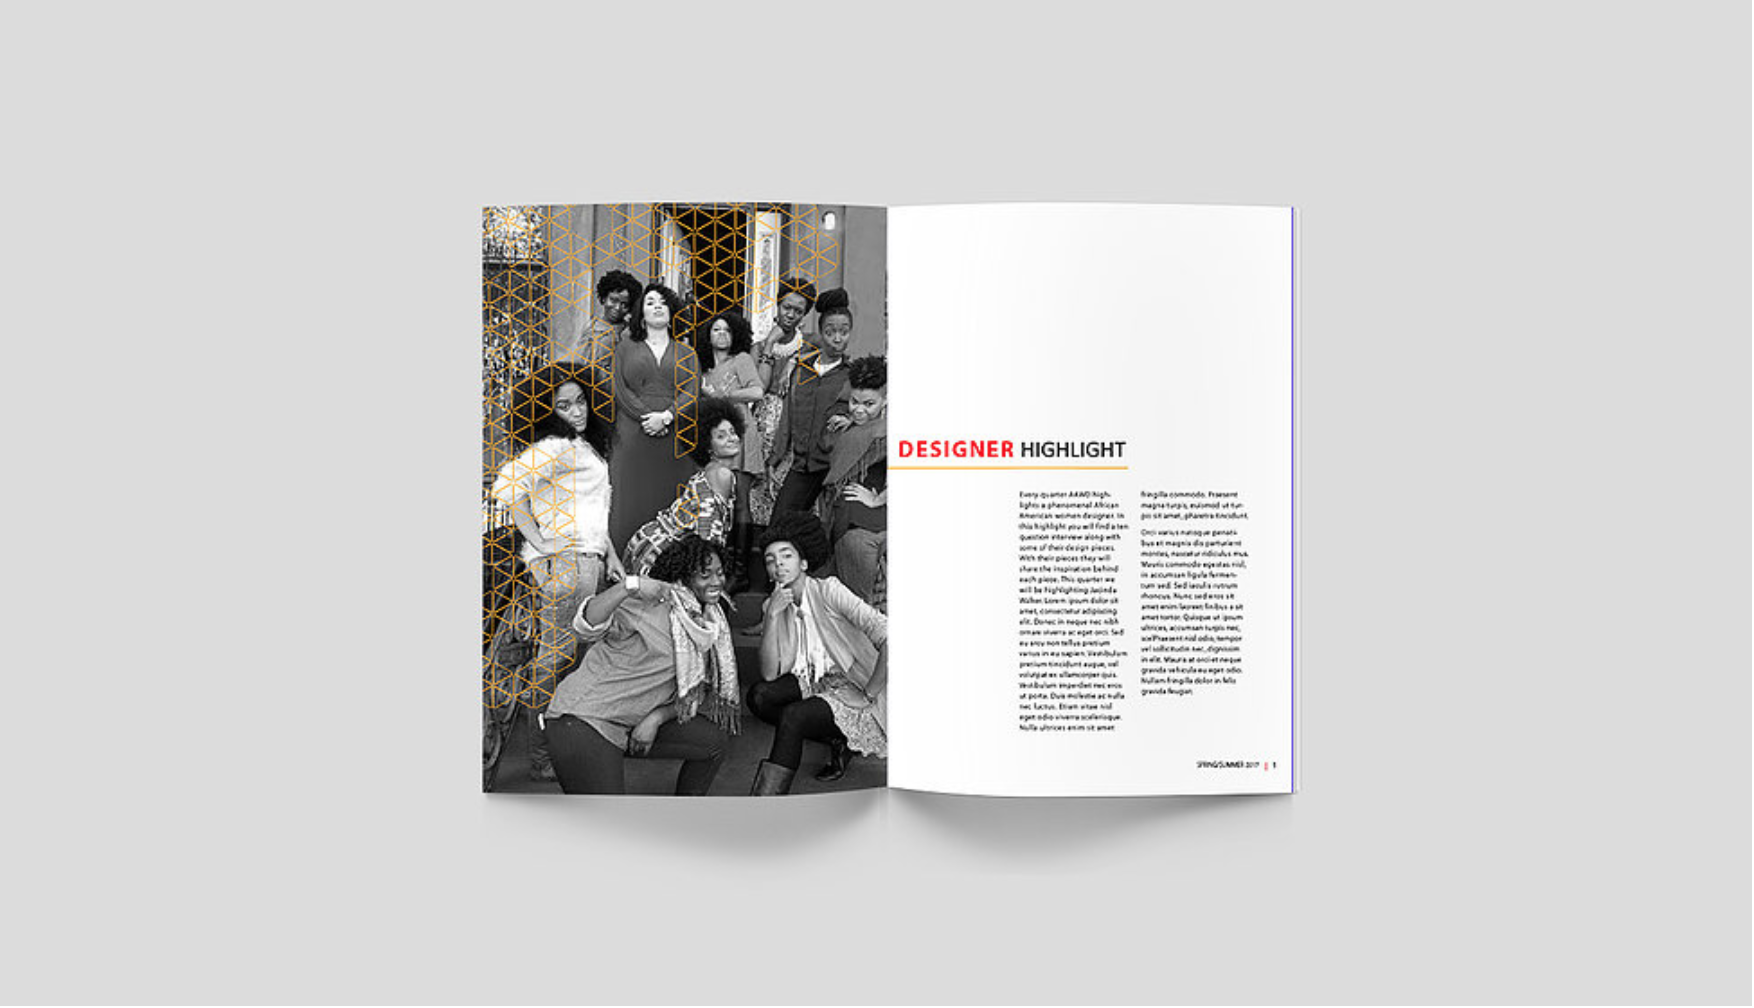 DESIGNER HIGHLIGHT
Every quarter AAWD high-
lights a phenomenal African
American women designer. In
this highlight you will find a ten
question interview along with
some of their design pieces.
With their pieces they will
share the inspiration behind
each piece. This quarter we
will be highlighting Jacinda
Walker. Lorem ipsum dolor sit
amet, consectetur adipiscing
elit. Donec in neque nec nibh
ornare viverra ac eget orci. Sed
eu arcu non tellus pretium
varius in eu sapien. Vestibulum
pretium tincidunt augue, vel
volutpat ex ullamcorper quis.
Vestibulum imperdiet nec eros
ut porta. Duis molestie ac nulla
nec luctus. Etiam vitae nisl
eget odio viverra scelerisque.
Nulla ultrices enim sit amet
fringilla commodo. Praesent
magna turpis, euismod ut tur-
pis sit amet, pharetra tincidunt.
Orci varius natoque penati-
bus et magnis dis parturient
montes, nascetur ridiculus mus.
Mauris commodo egestas nisl,
in accumsan ligula fermen-
tum sed. Sed iaculis rutrum
rhoncus. Nunc sed eros sit
amet enim laoreet finibus a sit
amet tortor. Quisque ut ipsum
ultrices, accumsan turpis nec,
scelPraesent nisl odio, tempor
vel sollicitudin nec, dignissim
in elit. Mauris at orci et neque
gravida vehicula eu eget odio.
Nullam fringilla dolor in felis
gravida feugiat.
SPRING/SUMMER 2017 |